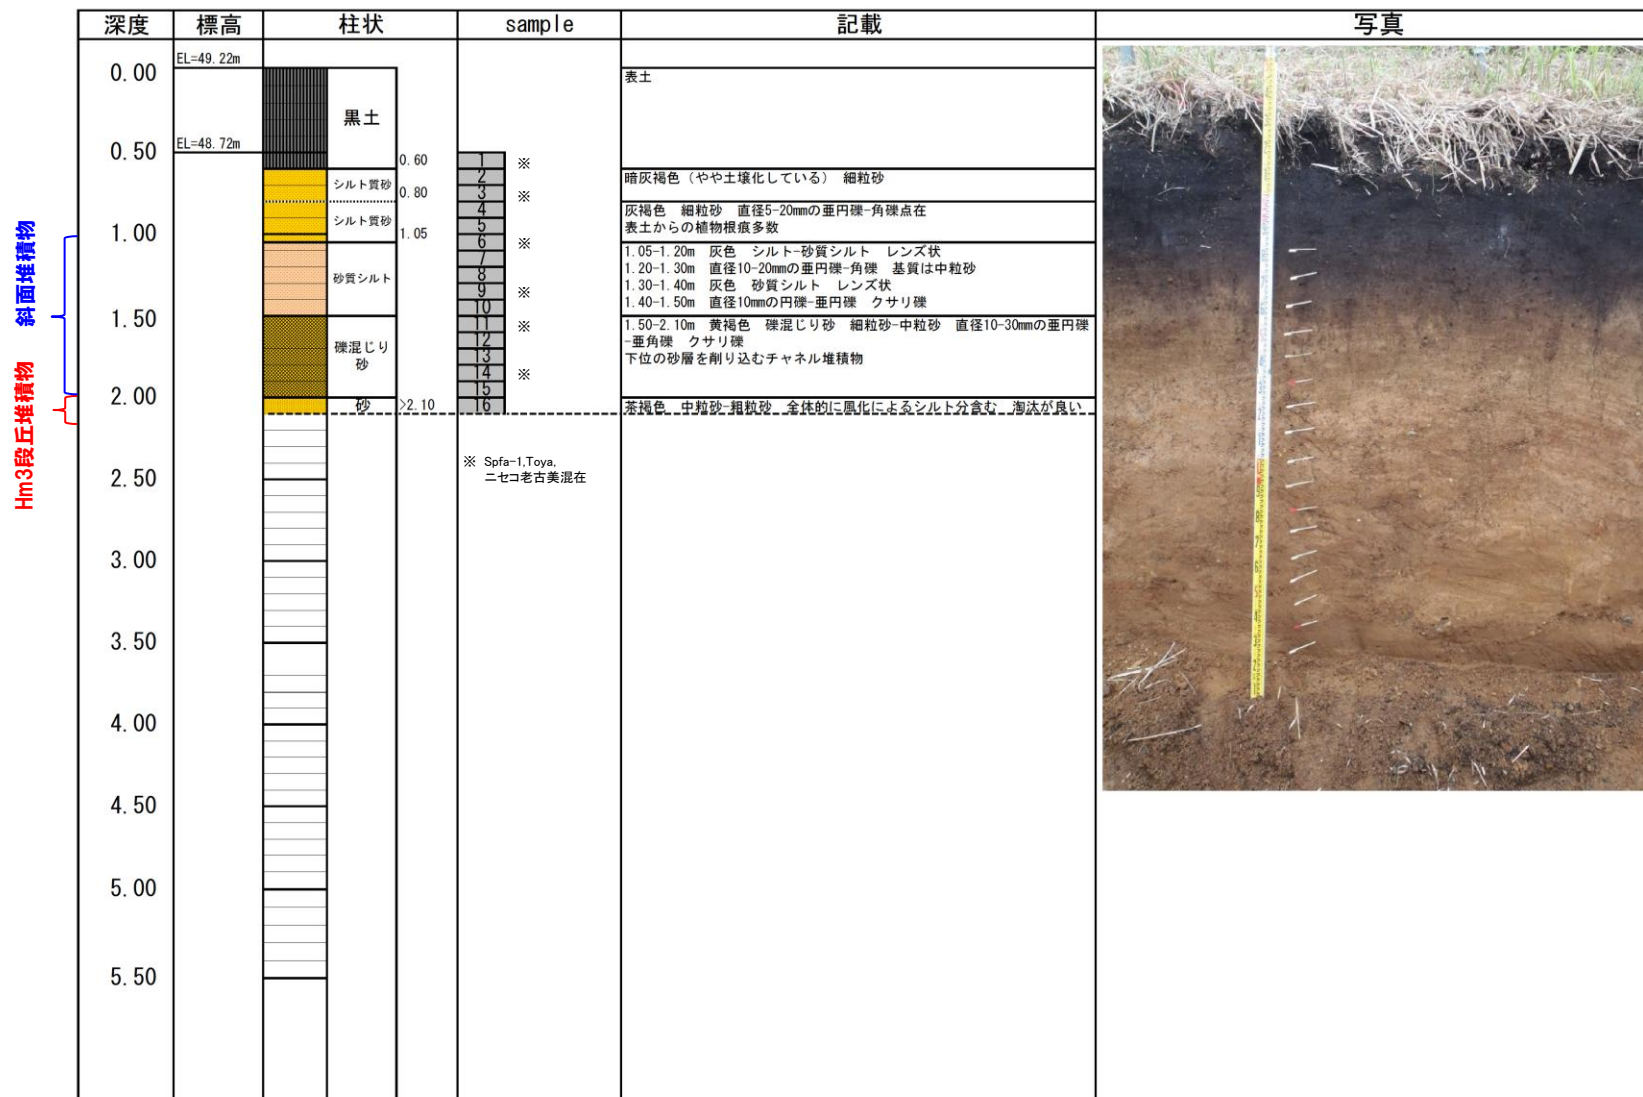 深度 標高 柱状 sample 記載 写真
EL=49.22m
0.00
表土
黒土
EL=48.72m
0.50
0.60
1 ※
2
シルト質砂
暗灰褐色（やや土壌化している） 細粒砂
0.80
3 ※
4
灰褐色 細粒砂 直径5-20mmの亜円礫-角礫点在
シルト質砂
5
表土からの植物根痕多数
1.00
1.05
6 ※
1.05-1.20m 灰色 シルト-砂質シルト レンズ状
7
1.20-1.30m 直径10-20mmの亜円礫-角礫 基質は中粒砂
砂質シルト
8
1.30-1.40m 灰色 砂質シルト レンズ状
9 ※
1.40-1.50m 直径10mmの円礫-亜円礫 クサリ礫
10
1.50
11 ※
1.50-2.10m 黄褐色 礫混じり砂 細粒砂-中粒砂 直径10-30mmの亜円礫
-亜角礫 クサリ礫
12
礫混じり
砂
13
下位の砂層を削り込むチャネル堆積物
14 ※
15
2.00
砂
>2.10
16
茶褐色 中粒砂-粗粒砂 全体的に風化によるシルト分含む 淘汰が良い
※ Spfa-1,Toya,
ニセコ老古美混在
2.50
3.00
3.50
4.00
4.50
5.00
5.50
斜面堆積物
Hm3段丘堆積物